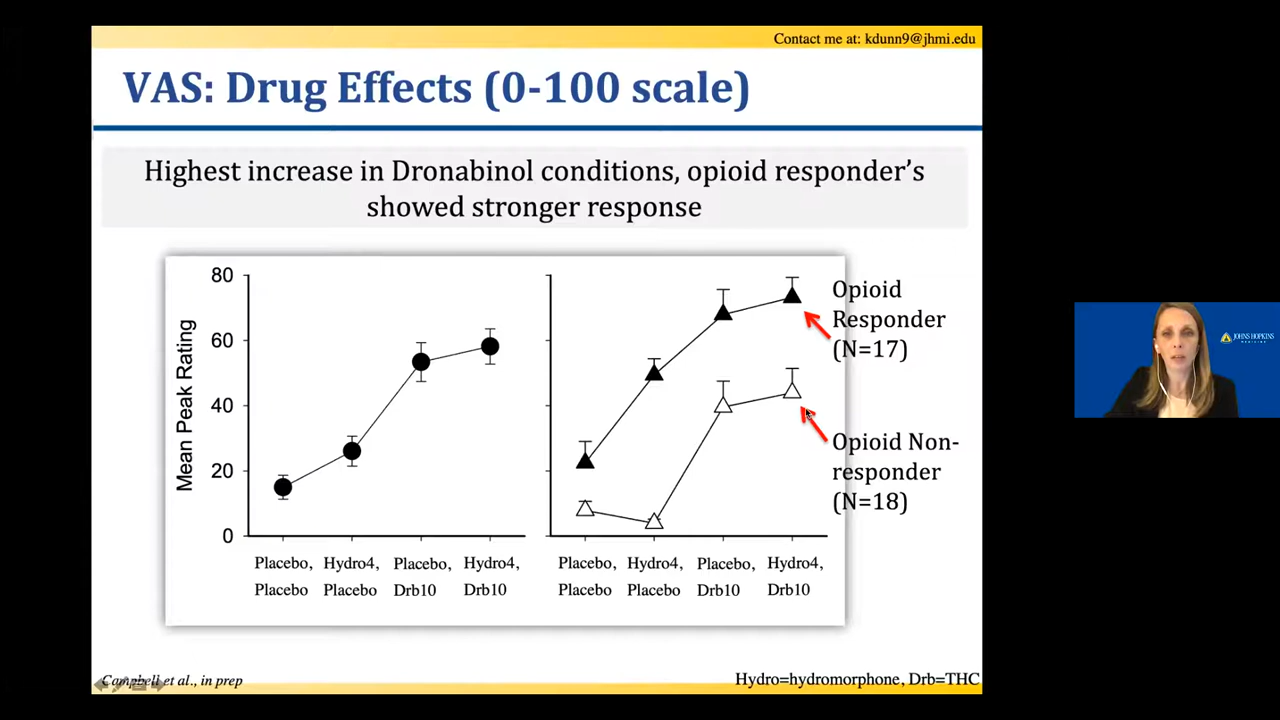 Contact me at: kdunn9@jhmi.edu
VAS: Drug Effects (0-100 scale)
Highest increase in Dronabinol conditions, opioid responder's
showed stronger response
Mean Peak Rating
80
60
40
20
0
Placebo, Hydro4, Placebo, Hydro4,
Placebo Placebo Drb10 Drb10
Placebo, Hydro4, Placebo, Hydro4,
Placebo Placebo Drb10 Drb10
Opioid
Responder
(N=17)
Opioid Non-
responder
(N=18)
Campbell et al., in prep
Hydro=hydromorphone, Drb=THC
JOHNS HOPKINS
MEDICINE